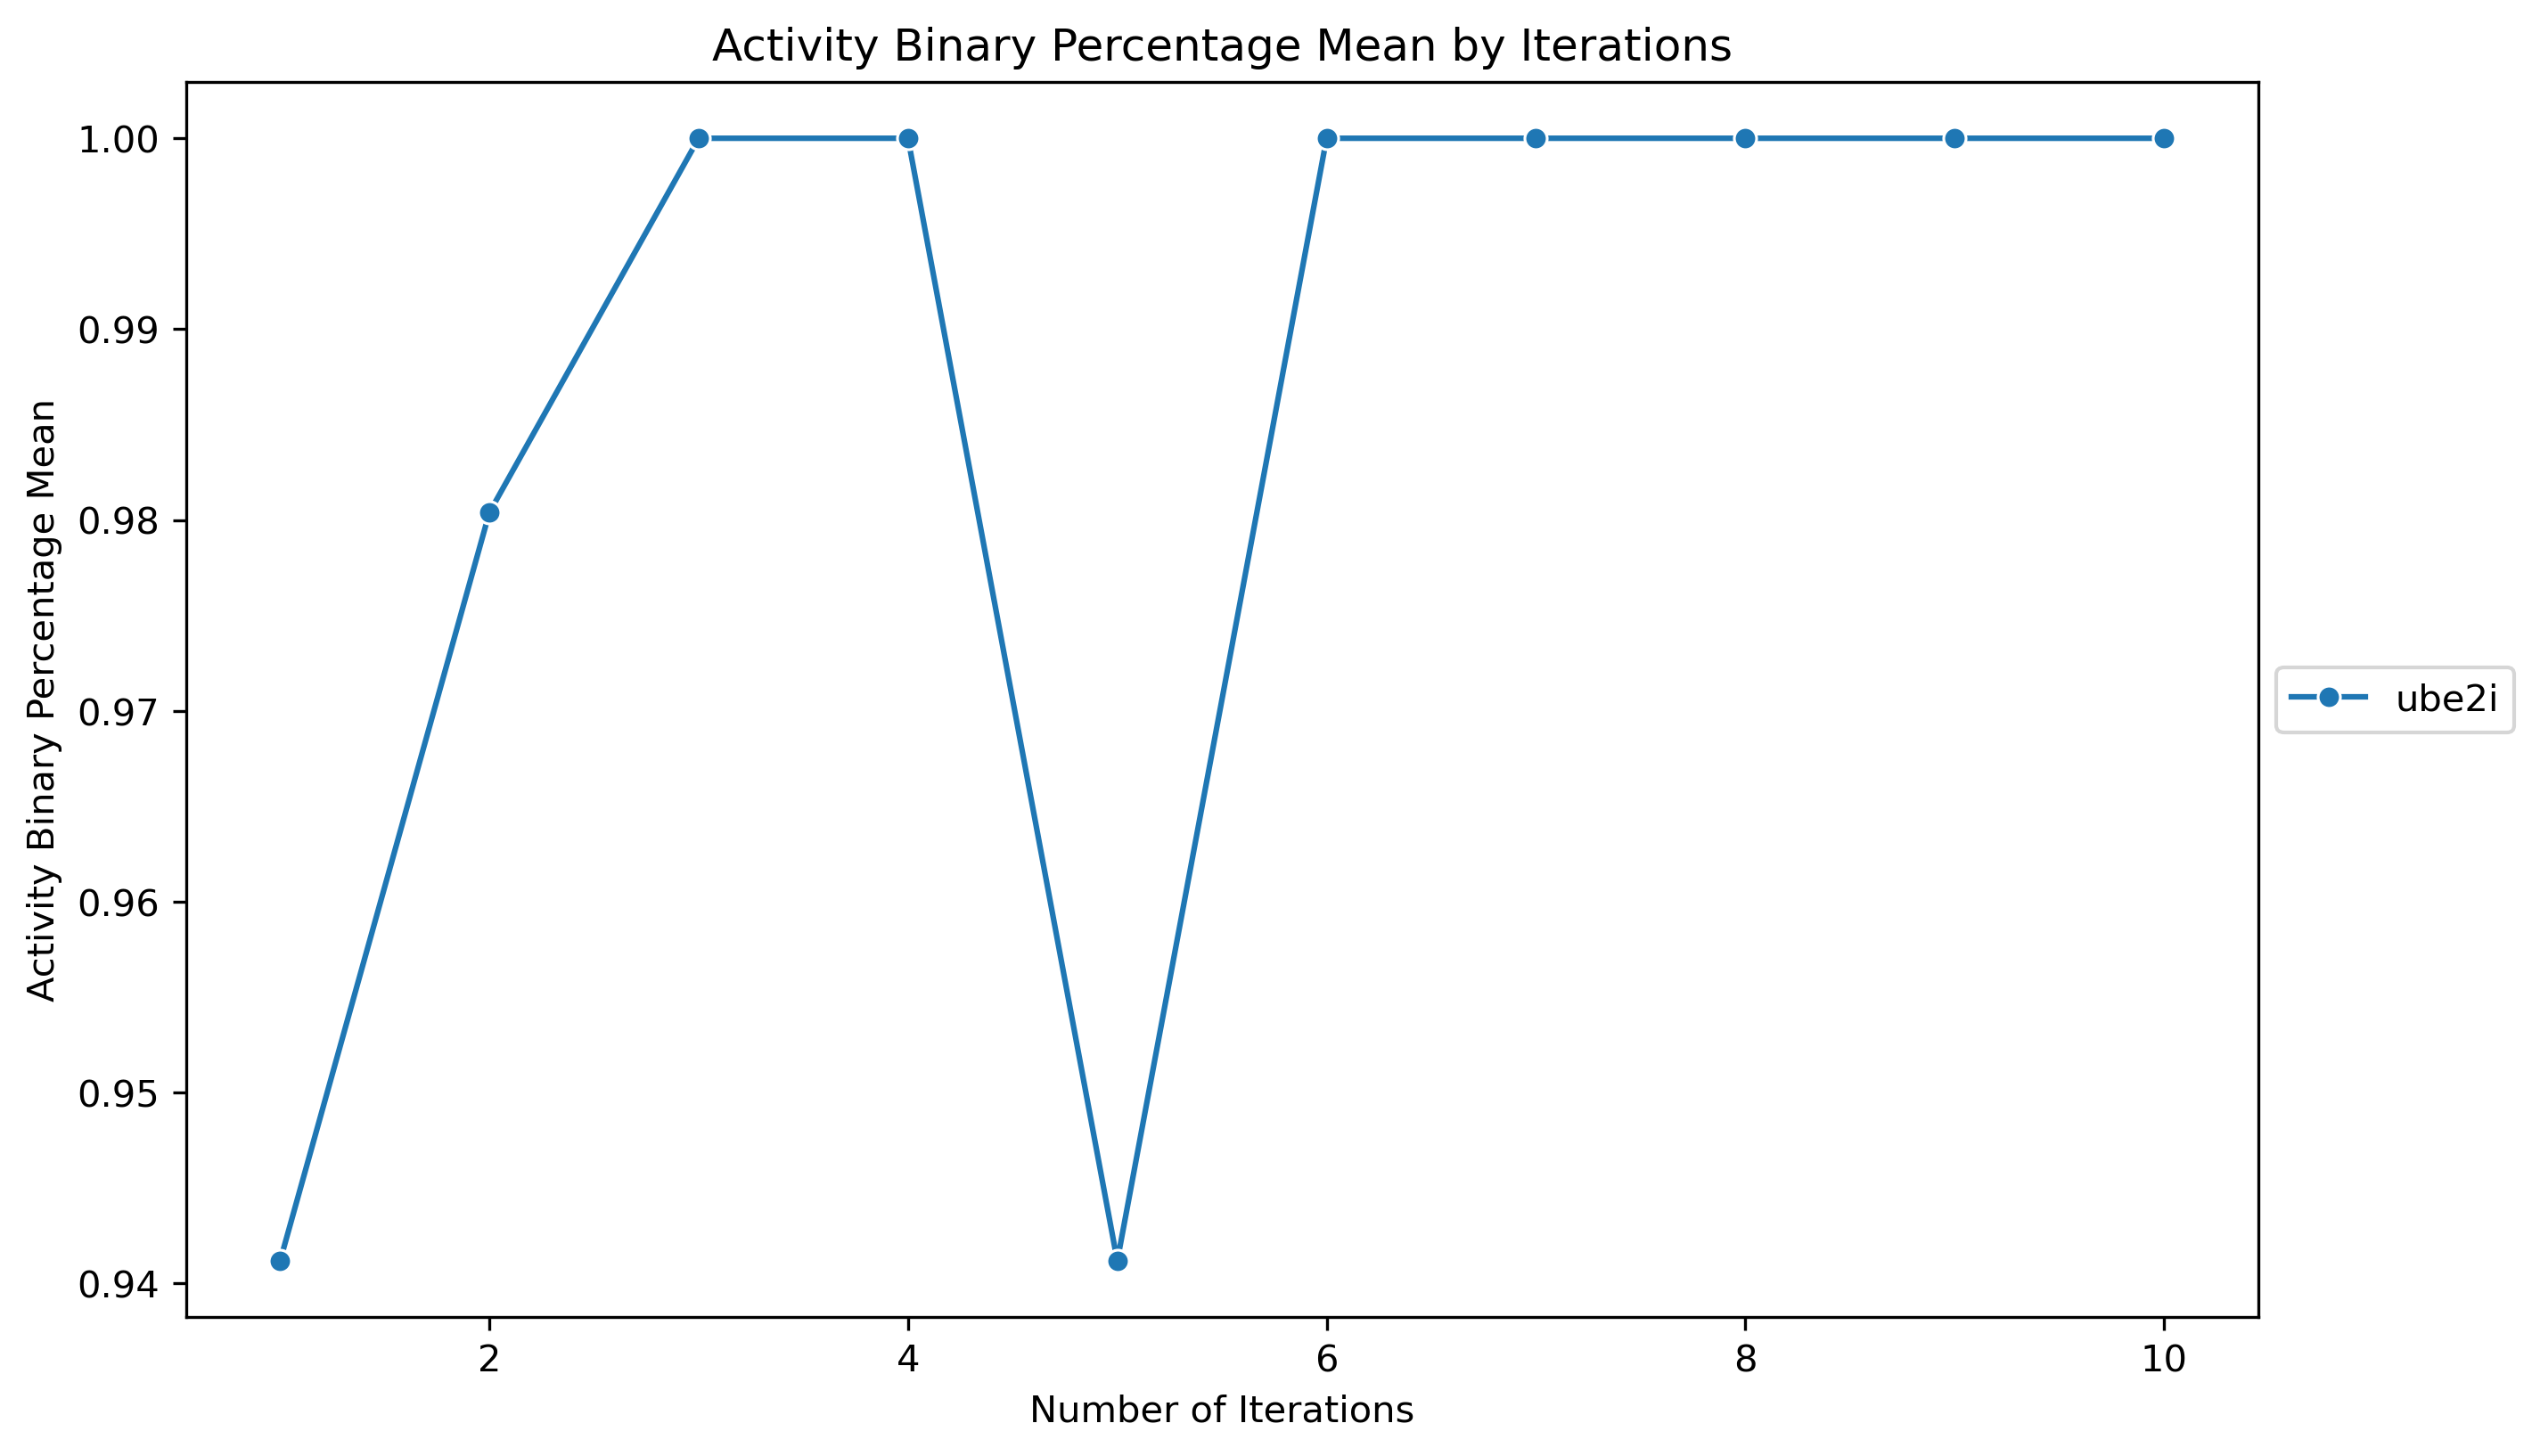 Activity Binary Percentage Mean by Iterations
Activity Binary Percentage Mean
1.00
0.99
0.98
0.97
0.96
0.95
0.94
2 4 6 8 10
Number of Iterations
ube2i